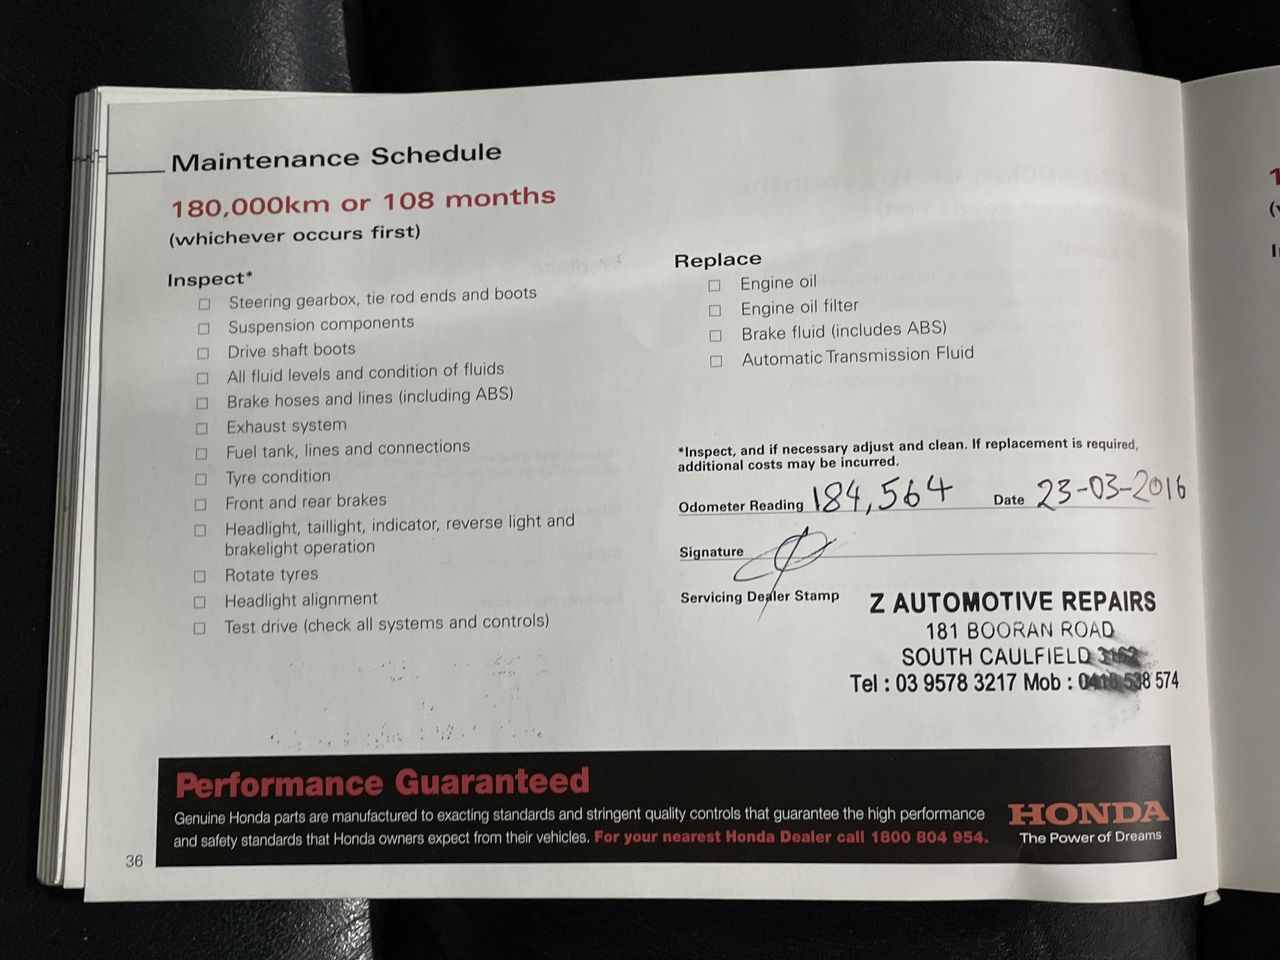 Maintenance Schedule
180,000km or 108 months
(whichever occurs first)
Inspect*
Steering gearbox, tie rod ends and boots
Suspension components
Drive shaft boots
All fluid levels and condition of fluids
Brake hoses and lines (including ABS)
Exhaust system
Fuel tank, lines and connections
Tyre condition
Front and rear brakes
Headlight, taillight, indicator, reverse light and
brakelight operation
Rotate tyres
Headlight alignment
Test drive (check all systems and controls)
Replace
Engine oil
Engine oil filter
Brake fluid (includes ABS)
Automatic Transmission Fluid
*Inspect, and if necessary adjust and clean. If replacement is required,
additional costs may be incurred.
Odometer Reading 184,564 Date 23-03-2016
Signature
Servicing Dealer Stamp
Z AUTOMOTIVE REPAIRS
181 BOORAN ROAD
SOUTH CAULFIELD 3162
Tel : 03 9578 3217 Mob : 0418 538 574
Performance Guaranteed
Genuine Honda parts are manufactured to exacting standards and stringent quality controls that guarantee the high performance
and safety standards that Honda owners expect from their vehicles. For your nearest Honda Dealer call 1800 804 954.
HONDA
The Power of Dreams
36